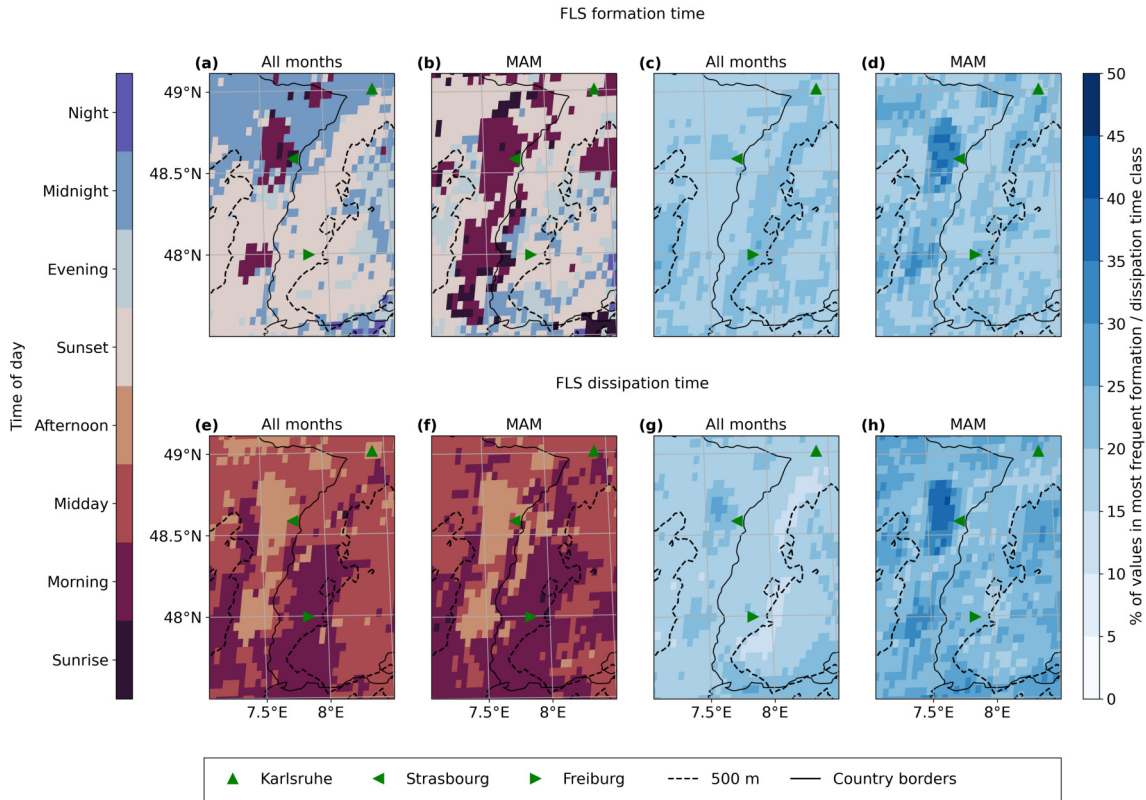 FLS formation time
(a) All months
(b) MAM
(c) All months
(d) MAM
49°N
48.5°N
48°N
Time of day
Night
Midnight
Evening
Sunset
Afternoon
Midday
Morning
Sunrise
50
45
40
35
30
25
20
15
10
5
0
% of values in most frequent formation / dissipation time class
FLS dissipation time
(e) All months
(f) MAM
(g) All months
(h) MAM
49°N
48.5°N
48°N
7.5°E 8°E
7.5°E 8°E
7.5°E 8°E
7.5°E 8°E
Karlsruhe Strasbourg Freiburg 500 m Country borders